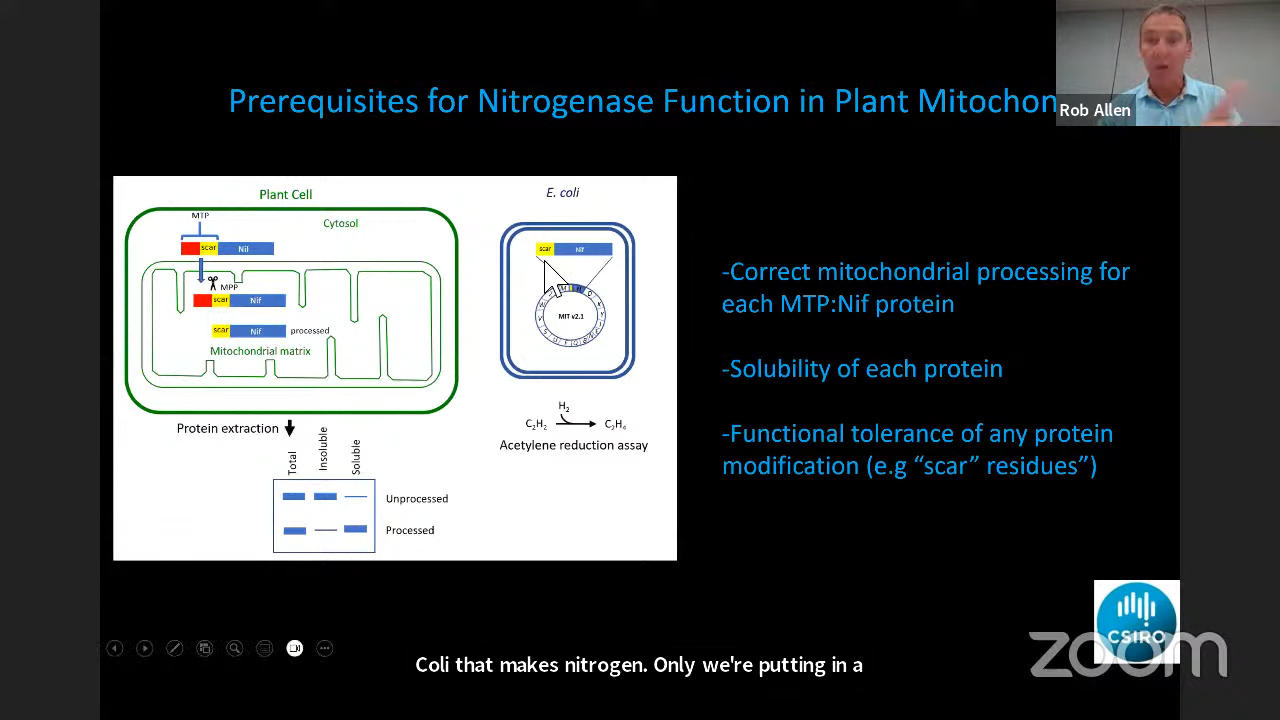 Prerequisites for Nitrogenase Function in Plant Mitochon
Rob Allen
Plant Cell
E. coli
MTP
Cytosol
scar Nif
scar Nif
MPP
scar Nif
scar Nif processed
Mitochondrial matrix
MIT v2.1
Protein extraction
H2
C2H2 C2H4
Acetylene reduction assay
Total
Insoluble
Soluble
Unprocessed
Processed
-Correct mitochondrial processing for
each MTP:Nif protein
-Solubility of each protein
-Functional tolerance of any protein
modification (e.g “scar” residues”)
CSIRO
zoom
Coli that makes nitrogen. Only we're putting in a